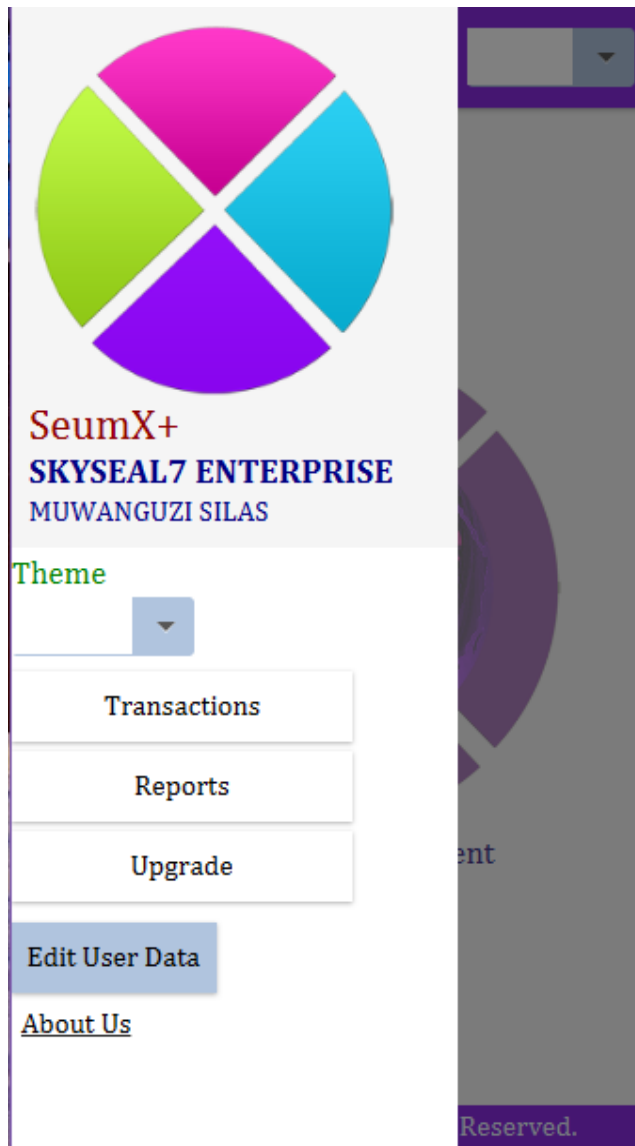 SeumX+
SKYSEAL7 ENTERPRISE
MUWANGUZI SILAS
Theme
Transactions
Reports
Upgrade
Edit User Data
About Us
ent
Reserved.